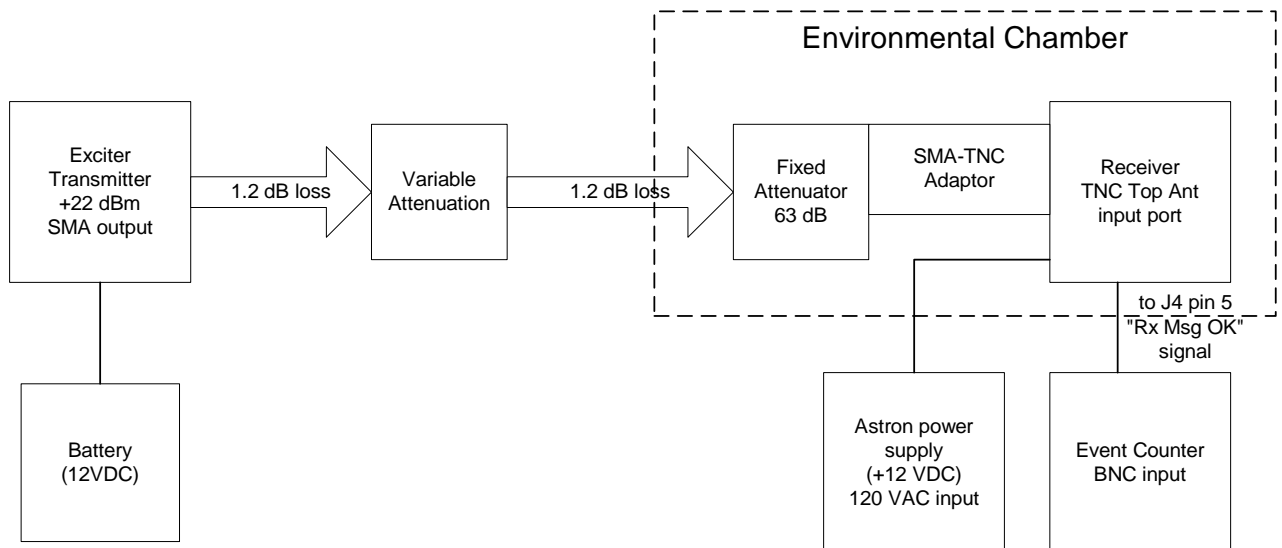 Environmental Chamber
Exciter
Transmitter
+22 dBm
SMA output
1.2 dB loss
Variable
Attenuation
1.2 dB loss
Fixed
Attenuator
63 dB
SMA-TNC
Adaptor
Receiver
TNC Top Ant
input port
to J4 pin 5
"Rx Msg OK"
signal
Battery
(12VDC)
Astron power
supply
(+12 VDC)
120 VAC input
Event Counter
BNC input